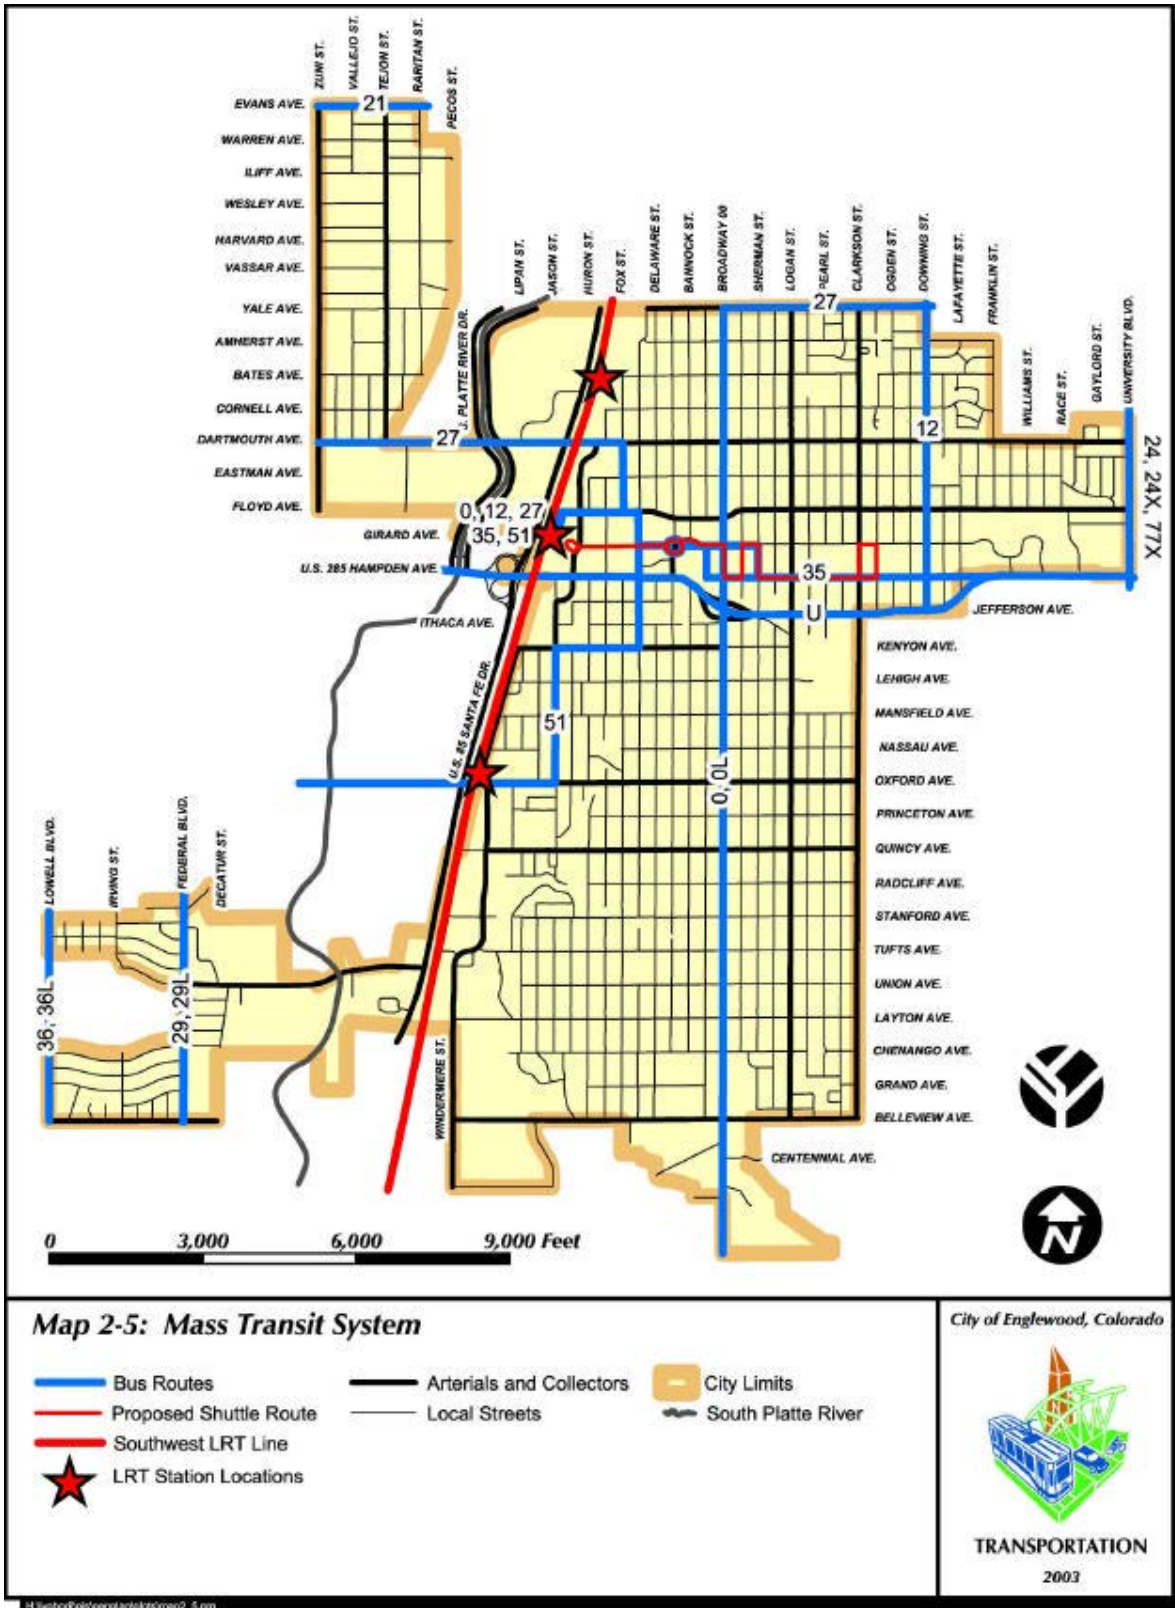 ZUNI ST.
VALLEJO ST.
TEJON ST.
RARITAN ST.
PECOS ST.
EVANS AVE.
21
WARREN AVE.
ILIFF AVE.
WESLEY AVE.
HARVARD AVE.
VASSAR AVE.
YALE AVE.
AMHERST AVE.
BATES AVE.
CORNELL AVE.
DARTMOUTH AVE.
27
EASTMAN AVE.
FLOYD AVE.
GIRARD AVE.
U.S. 285 HAMPDEN AVE.
ITHACA AVE.
PLATTE RIVER DR.
LIPAN ST.
JASON ST.
HURON ST.
FOX ST.
DELAWARE ST.
BANNOCK ST.
BROADWAY 00
SHERMAN ST.
LOGAN ST.
PEARL ST.
CLARKSON ST.
OGDEN ST.
DOWNING ST.
LAFAYETTE ST.
FRANKLIN ST.
WILLIAMS ST.
RACE ST.
GAYLORD ST.
UNIVERSITY BLVD.
27
12
24, 24X, 77X
0, 12, 27
35, 51
35
U
JEFFERSON AVE.
KENYON AVE.
LEHIGH AVE.
MANSFIELD AVE.
NASSAU AVE.
OXFORD AVE.
PRINCETON AVE.
QUINCY AVE.
RADCLIFF AVE.
STANFORD AVE.
TUFTS AVE.
UNION AVE.
LAYTON AVE.
CHENANGO AVE.
GRAND AVE.
BELLEVIEW AVE.
CENTENNIAL AVE.
U.S. 85 SANTA FE DR.
51
0, 0L
LOWELL BLVD.
IRVING ST.
FEDERAL BLVD.
DECATUR ST.
36, 36L
29, 29L
WINDERMERE ST.
N
0 3,000 6,000 9,000 Feet
Map 2-5: Mass Transit System
Bus Routes
Proposed Shuttle Route
Southwest LRT Line
LRT Station Locations
Arterials and Collectors
Local Streets
City Limits
South Platte River
City of Englewood, Colorado
TRANSPORTATION
2003